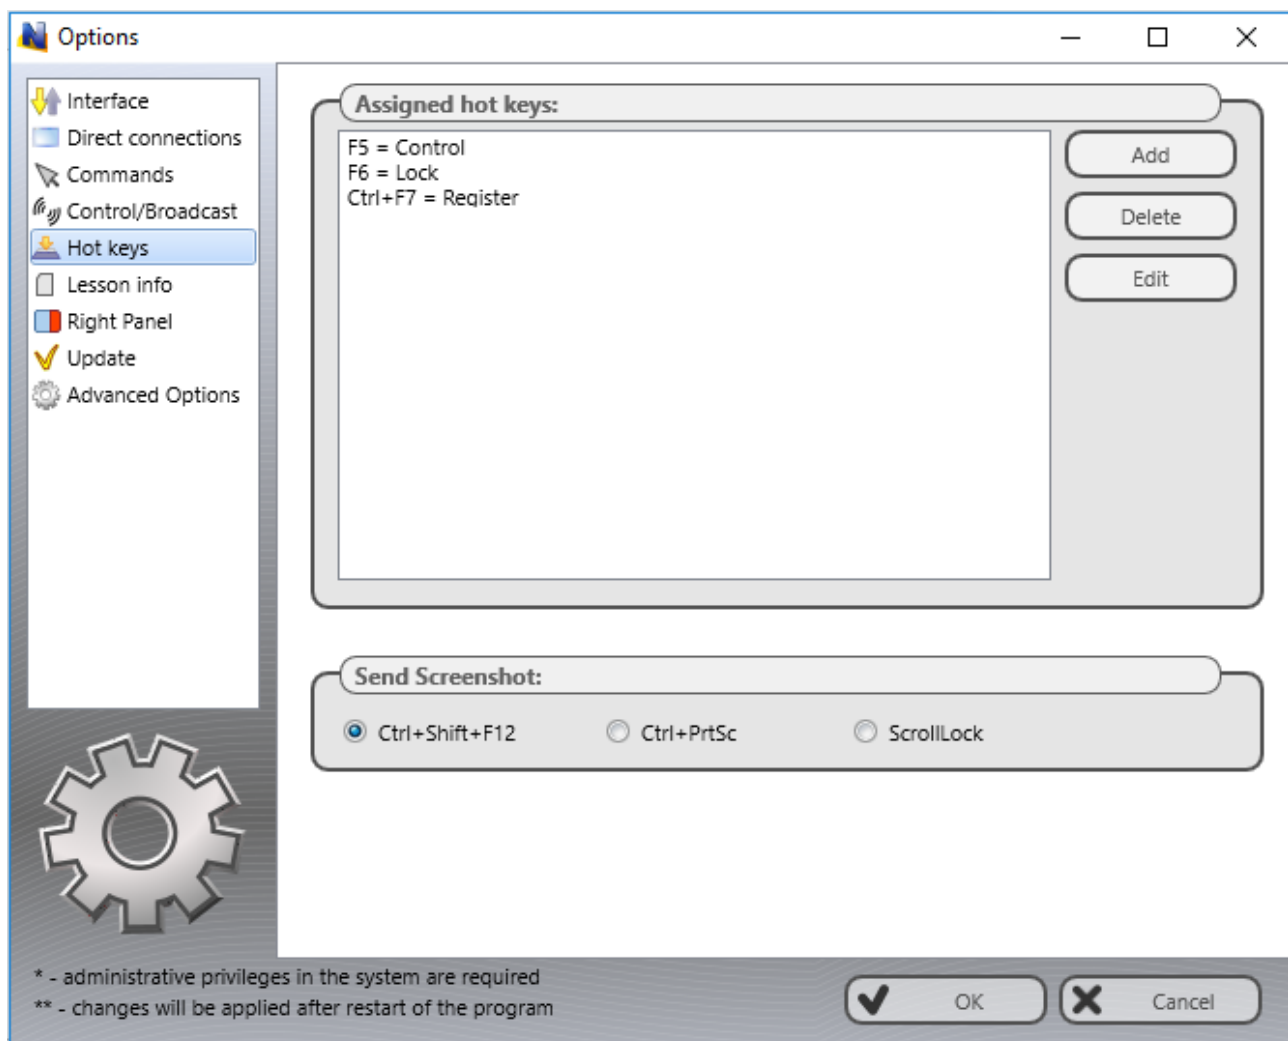 Options
Interface
Direct connections
Commands
Control/Broadcast
Hot keys
Lesson info
Right Panel
Update
Advanced Options
Assigned hot keys:
F5 = Control
F6 = Lock
Ctrl+F7 = Register
Add
Delete
Edit
Send Screenshot:
Ctrl+Shift+F12
Ctrl+PrtSc
ScrollLock
* - administrative privileges in the system are required
** - changes will be applied after restart of the program
OK
Cancel